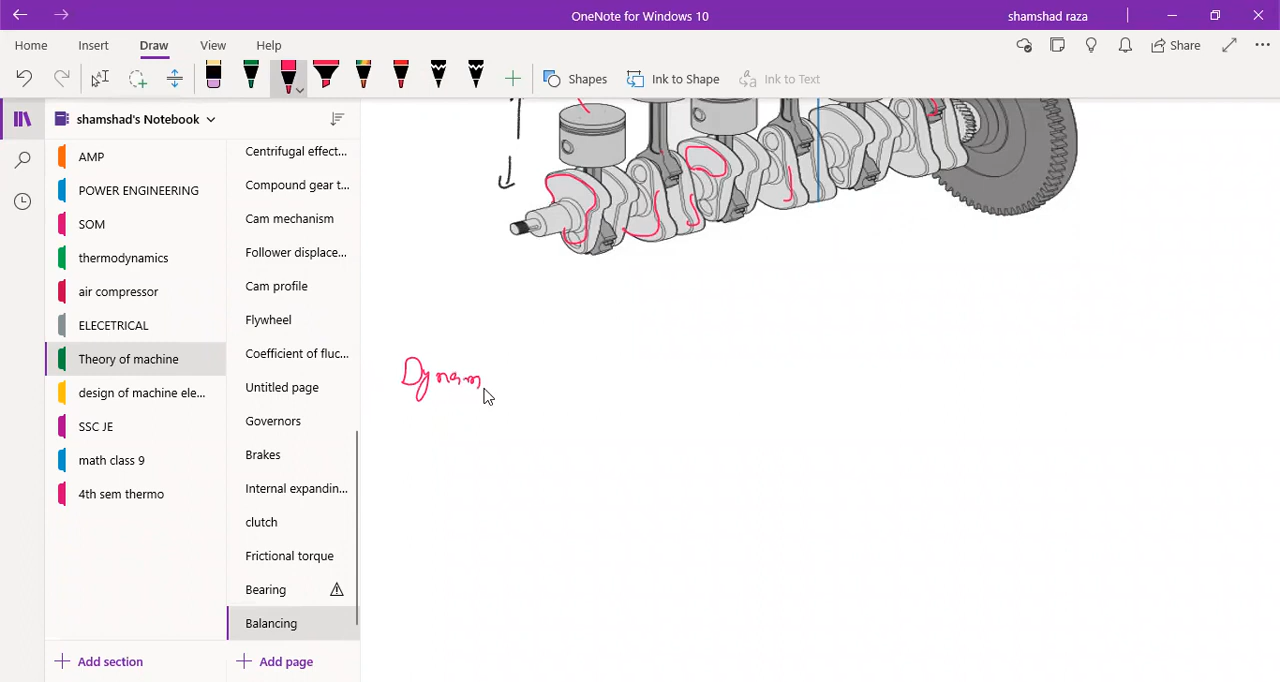 OneNote for Windows 10
shamshad raza
Home
Insert
Draw
View
Help
Share
Shapes
Ink to Shape
Ink to Text
shamshad's Notebook
AMP
POWER ENGINEERING
SOM
thermodynamics
air compressor
ELECETRICAL
Theory of machine
design of machine ele...
SSC JE
math class 9
4th sem thermo
Add section
Centrifugal effect...
Compound gear t...
Cam mechanism
Follower displace...
Cam profile
Flywheel
Coefficient of fluc...
Untitled page
Governors
Brakes
Internal expandin...
clutch
Frictional torque
Bearing
Balancing
Add page
Dynam